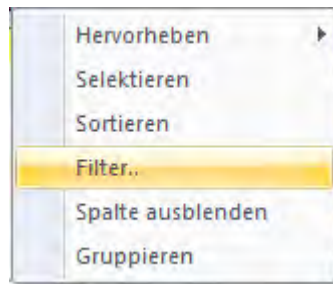 Hervorheben
Selektieren
Sortieren
Filter..
Spalte ausblenden
Gruppieren